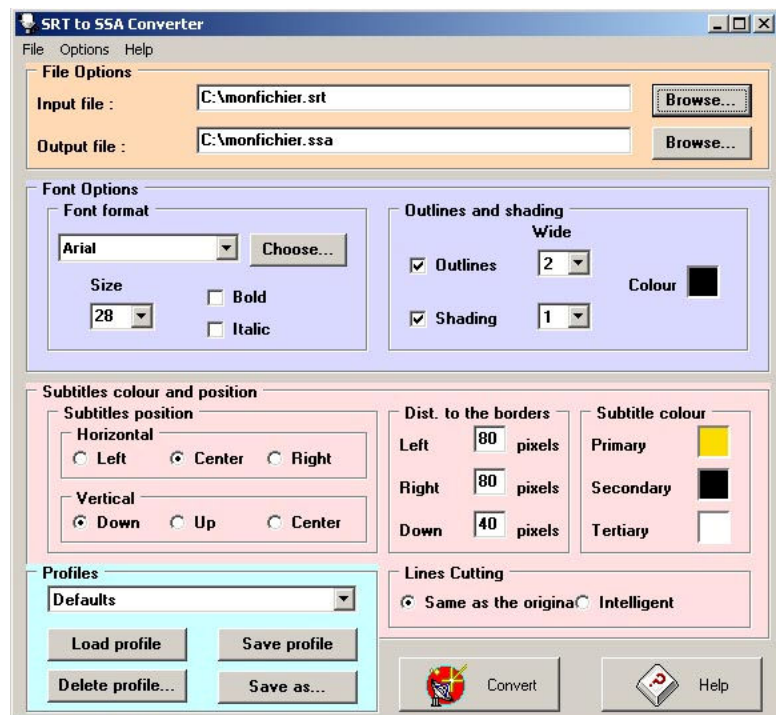 SRT to SSA Converter
File Options Help
File Options
Input file : C:\monfichier.srt Browse...
Output file : C:\monfichier.ssa Browse...
Font Options
Font format
Arial Choose...
Size
28
Bold
Italic
Outlines and shading
Wide
Outlines 2
Shading 1
Colour
Subtitles colour and position
Subtitles position
Horizontal
Left Center Right
Vertical
Down Up Center
Dist. to the borders
Left 80 pixels
Right 80 pixels
Down 40 pixels
Subtitle colour
Primary
Secondary
Tertiary
Profiles
Defaults
Load profile Save profile
Delete profile... Save as...
Lines Cutting
Same as the origina Intelligent
Convert Help